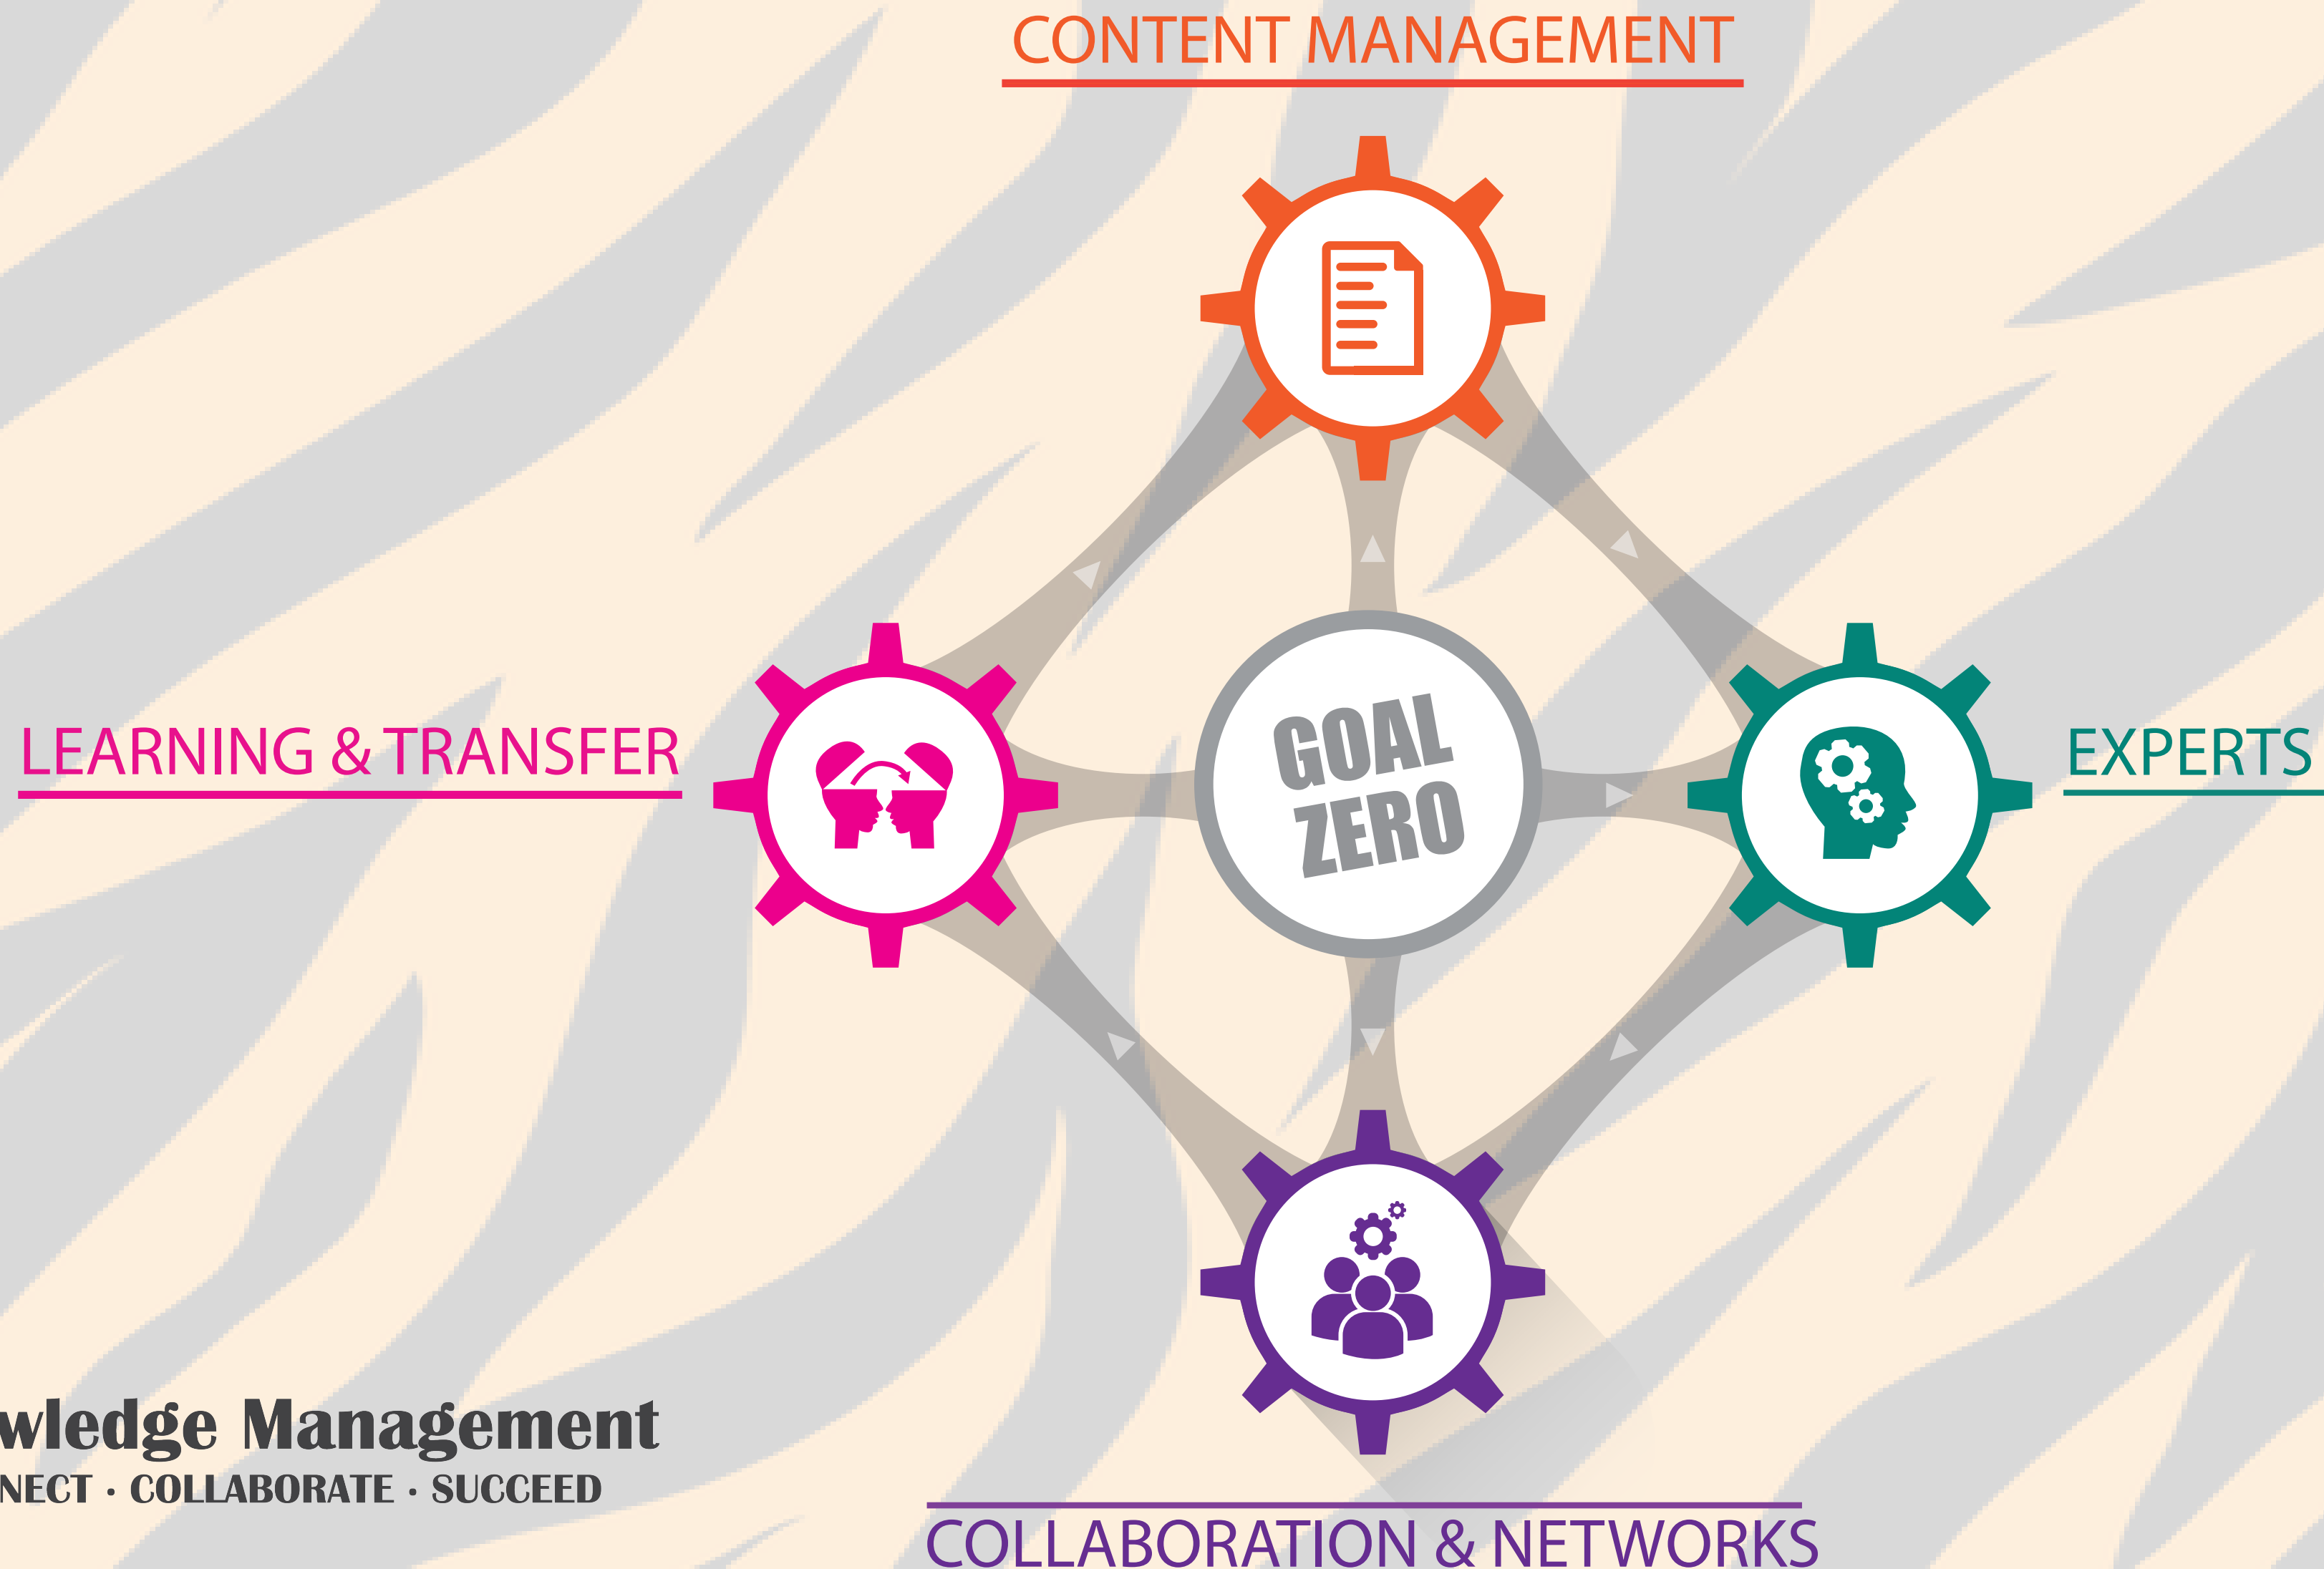 CONTENT MANAGEMENT
LEARNING & TRANSFER
GOAL
ZERO
EXPERTS
wledge Management
NECT · COLLABORATE · SUCCEED
COLLABORATION & NETWORKS